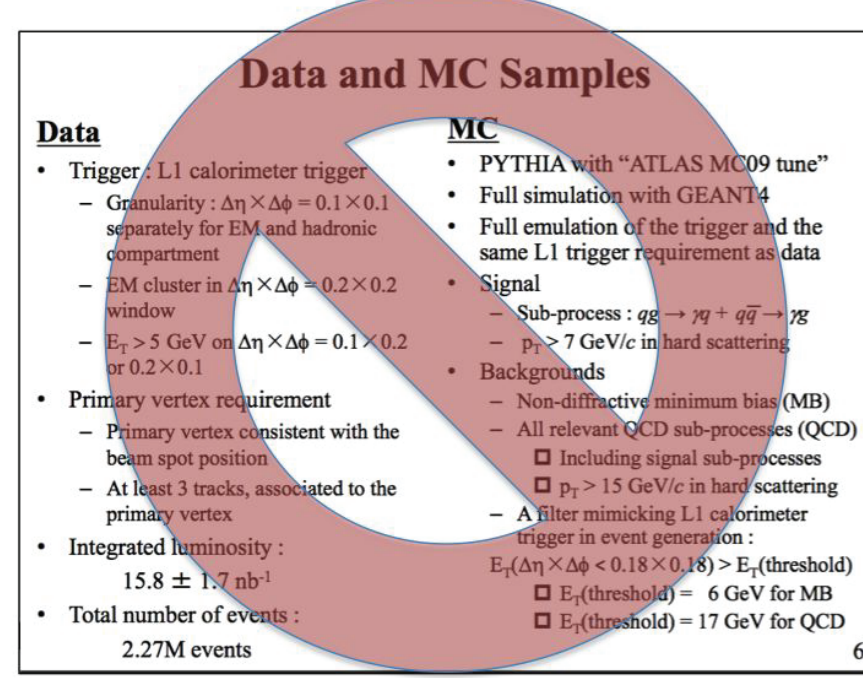 Data and MC Samples
Data
• Trigger : L1 calorimeter trigger
– Granularity : Δη×Δϕ = 0.1×0.1
separately for EM and hadronic
compartment
– EM cluster in Δη×Δϕ = 0.2×0.2
window
– E_T > 5 GeV on Δη×Δϕ = 0.1×0.2
or 0.2×0.1
• Primary vertex requirement
– Primary vertex consistent with the
beam spot position
– At least 3 tracks, associated to the
primary vertex
• Integrated luminosity :
15.8 ± 1.7 nb⁻¹
• Total number of events :
2.27M events
MC
• PYTHIA with “ATLAS MC09 tune”
• Full simulation with GEANT4
• Full emulation of the trigger and the
same L1 trigger requirement as data
• Signal
– Sub-process : qg → γq + qq̅ → γg
– p_T > 7 GeV/c in hard scattering
• Backgrounds
– Non-diffractive minimum bias (MB)
– All relevant QCD sub-processes (QCD)
❑ Including signal sub-processes
❑ p_T > 15 GeV/c in hard scattering
– A filter mimicking L1 calorimeter
trigger in event generation :
E_T(Δη×Δϕ < 0.18×0.18) > E_T(threshold)
❑ E_T(threshold) = 6 GeV for MB
❑ E_T(threshold) = 17 GeV for QCD
6